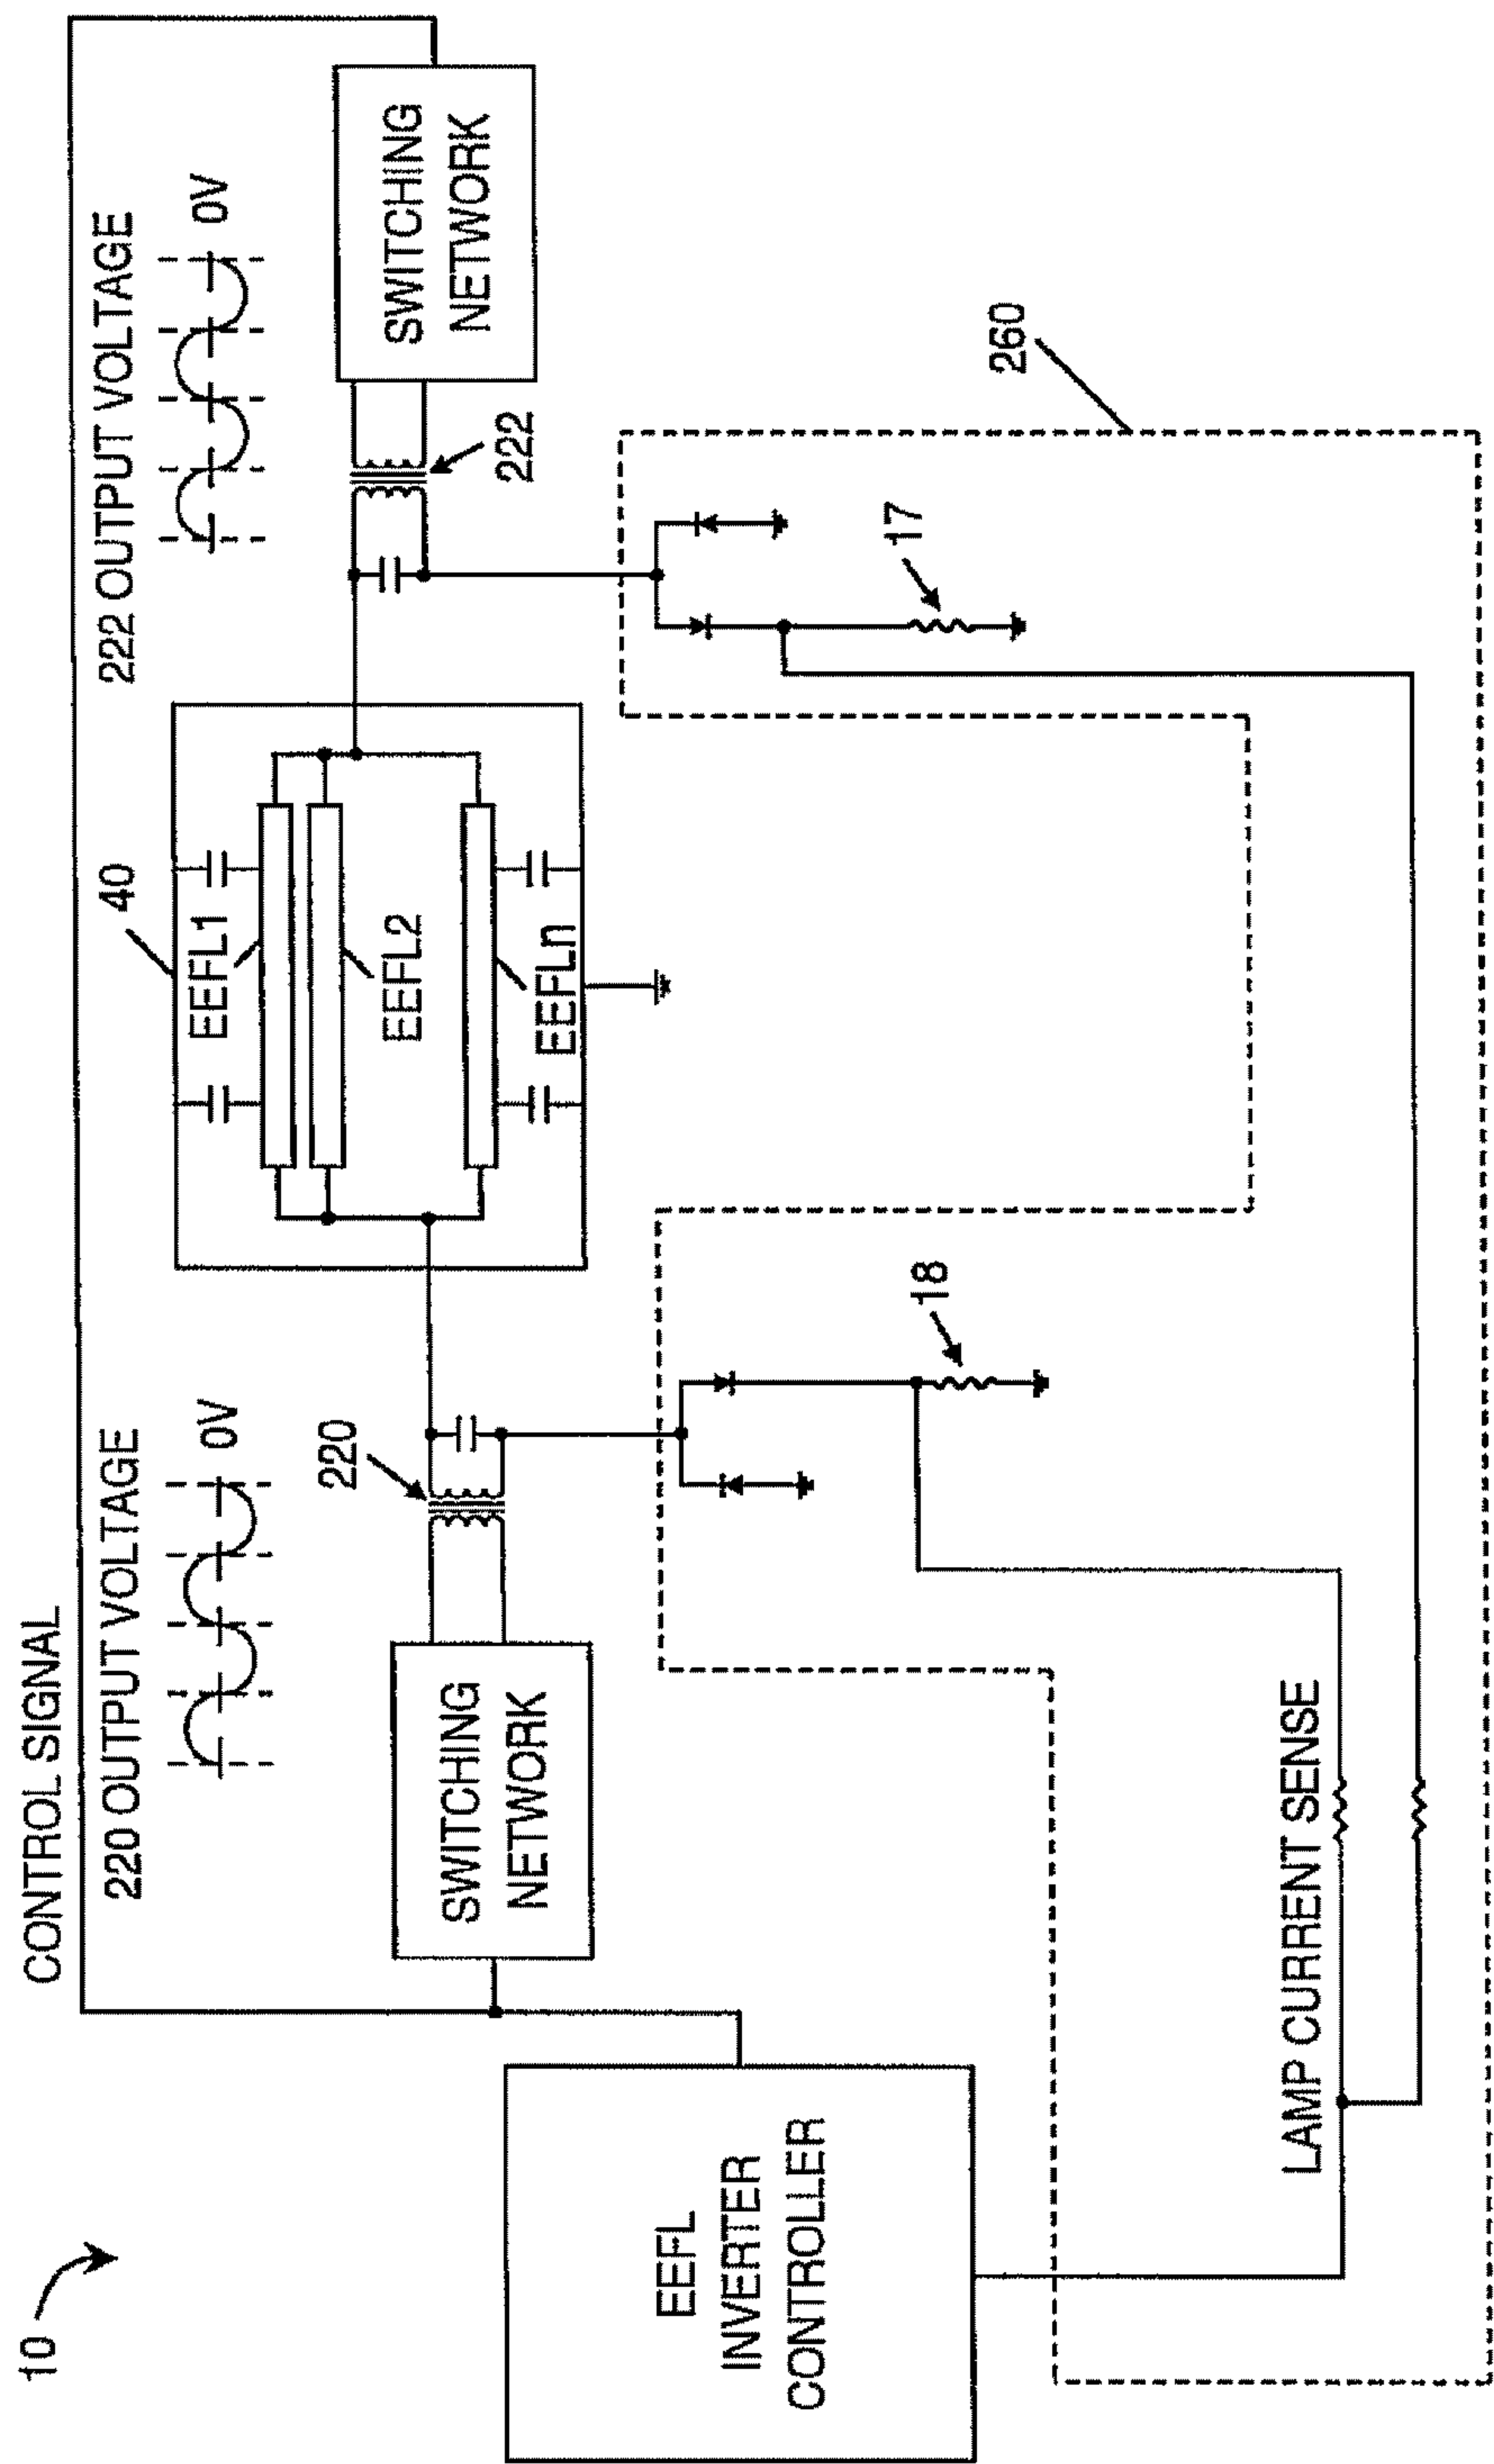 10
CONTROL SIGNAL
220 OUTPUT VOLTAGE
0V
222 OUTPUT VOLTAGE
0V
40
EEFL1
EEFL2
EEFLn
SWITCHING
NETWORK
220
222
SWITCHING
NETWORK
EEFL
INVERTER
CONTROLLER
18
17
260
LAMP CURRENT SENSE